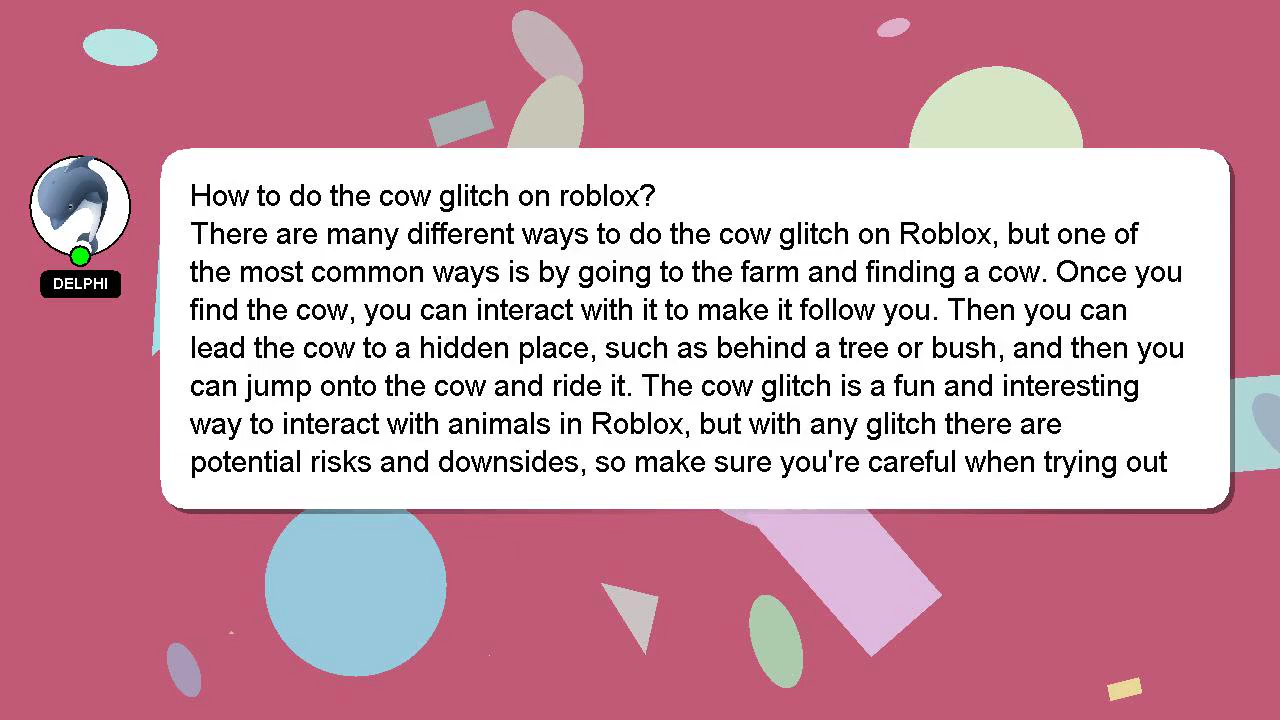 How to do the cow glitch on roblox?
There are many different ways to do the cow glitch on Roblox, but one of
the most common ways is by going to the farm and finding a cow. Once you
find the cow, you can interact with it to make it follow you. Then you can
lead the cow to a hidden place, such as behind a tree or bush, and then you
can jump onto the cow and ride it. The cow glitch is a fun and interesting
way to interact with animals in Roblox, but with any glitch there are
potential risks and downsides, so make sure you're careful when trying out
DELPHI